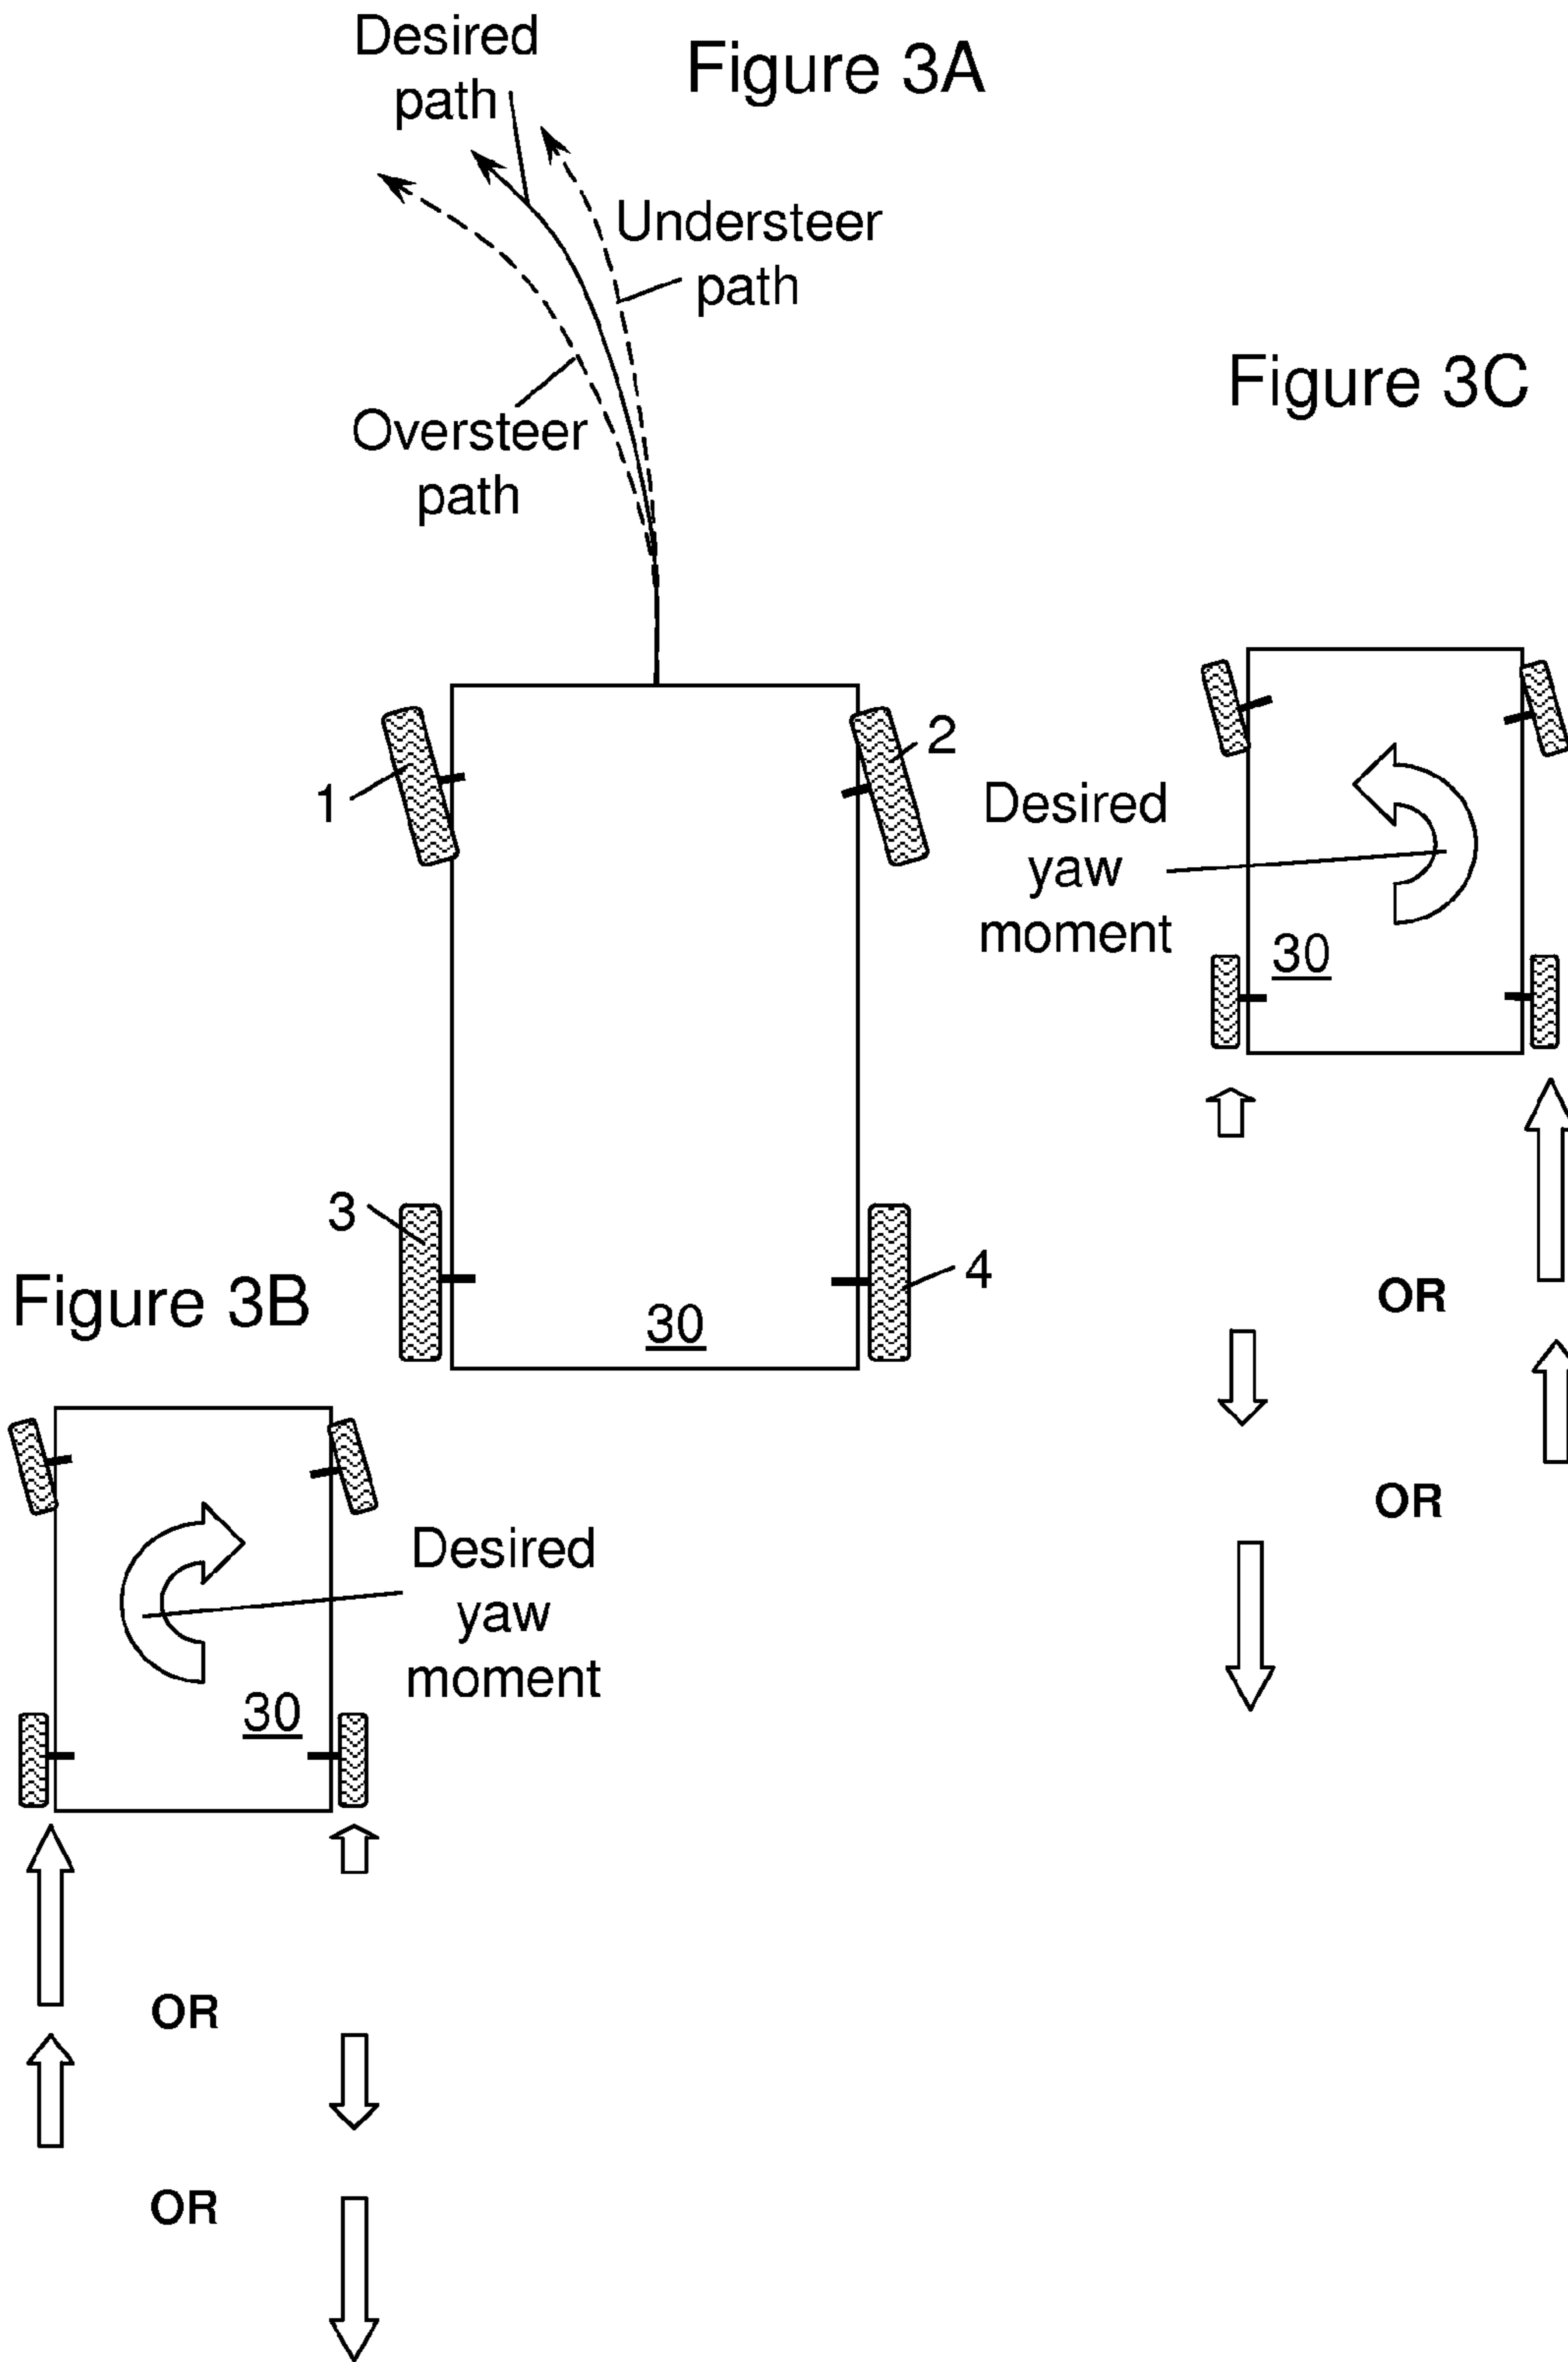 Figure 3A
Desired
path
Understeer
path
Oversteer
path
1
2
3
4
30
Figure 3C
Desired
yaw
moment
30
OR
OR
Figure 3B
Desired
yaw
moment
30
OR
OR